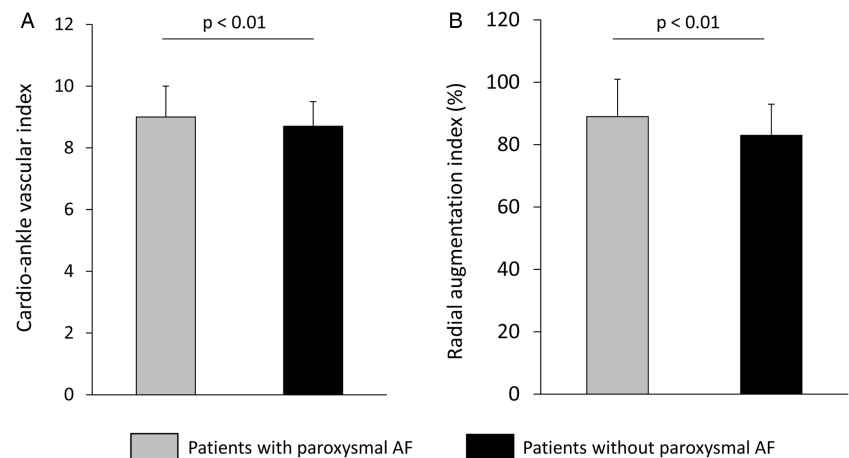 A
p < 0.01
Cardio-ankle vascular index
12
10
8
6
4
2
0
B
p < 0.01
Radial augmentation index (%)
120
100
80
60
40
20
0
Patients with paroxysmal AF
Patients without paroxysmal AF